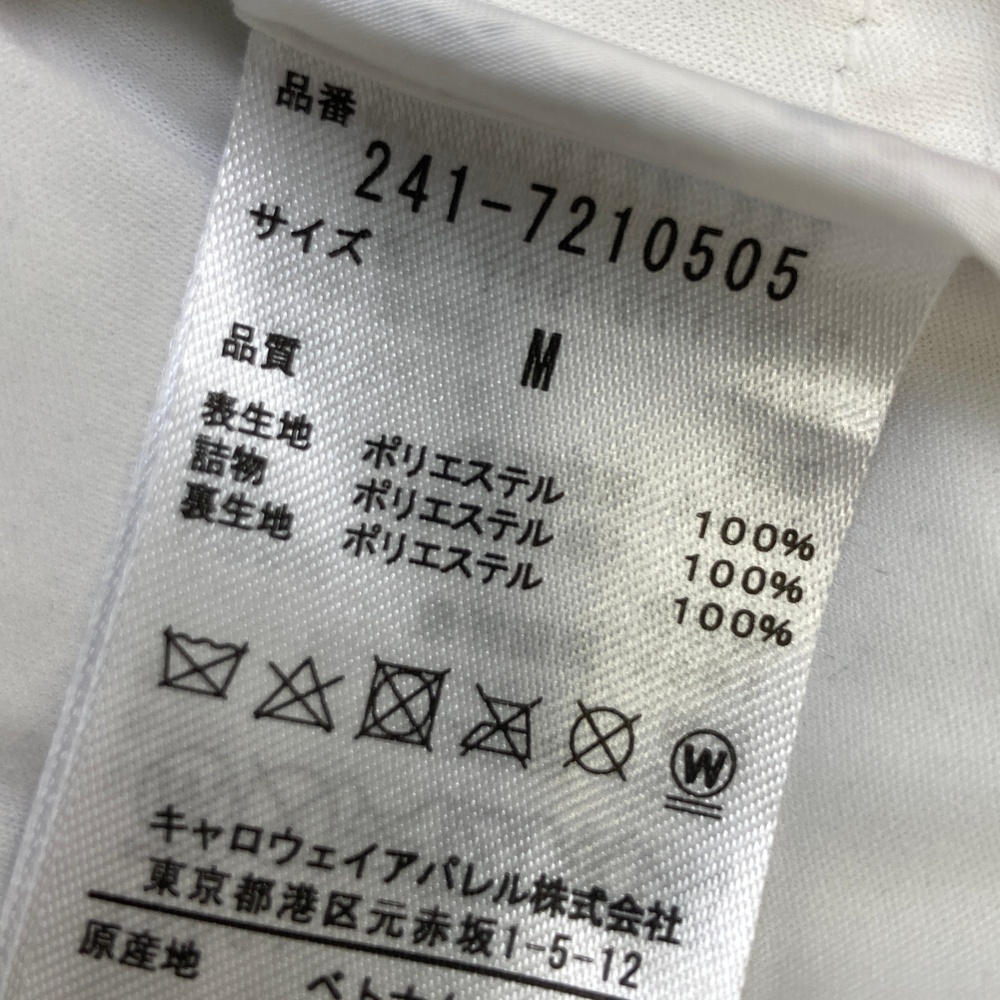 品番
241-7210505
サイズ
M
品質
表生地 ポリエステル 100%
詰物 ポリエステル 100%
裏生地 ポリエステル 100%
W
キャロウェイアパレル株式会社
東京都港区元赤坂1-5-12
原産地